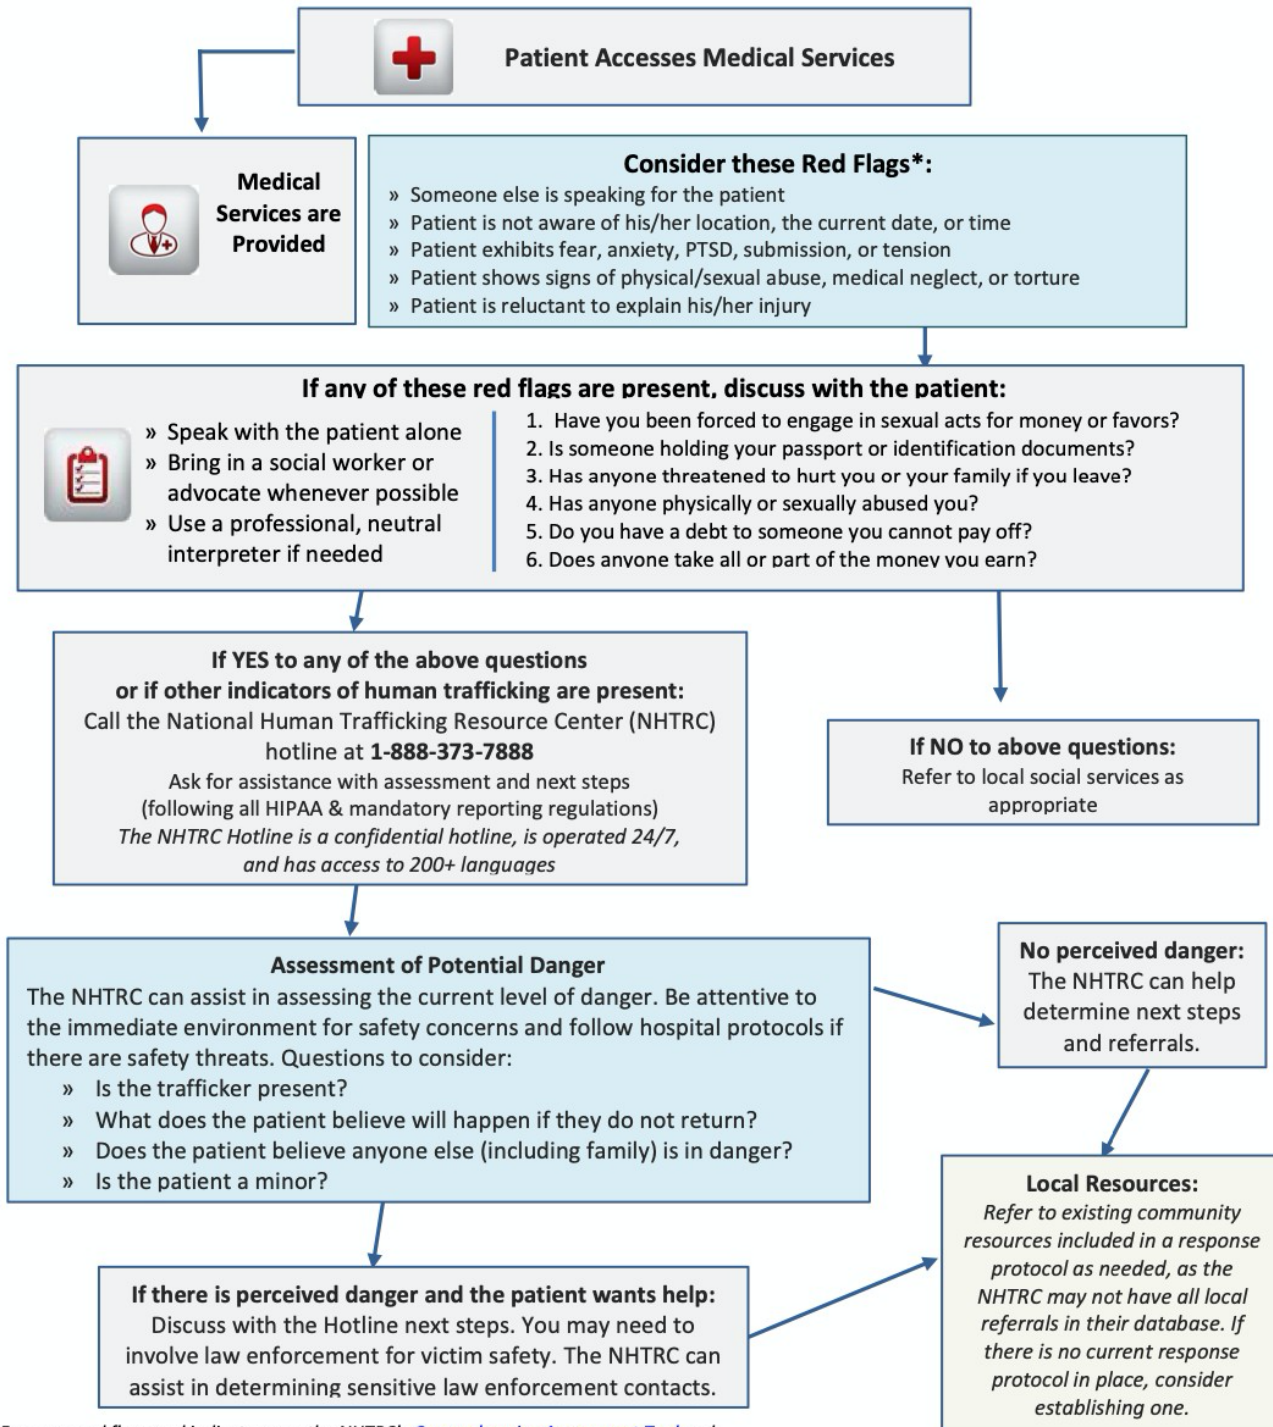 Patient Accesses Medical Services
Medical
Services are
Provided
Consider these Red Flags*:
» Someone else is speaking for the patient
» Patient is not aware of his/her location, the current date, or time
» Patient exhibits fear, anxiety, PTSD, submission, or tension
» Patient shows signs of physical/sexual abuse, medical neglect, or torture
» Patient is reluctant to explain his/her injury
If any of these red flags are present, discuss with the patient:
» Speak with the patient alone
» Bring in a social worker or
advocate whenever possible
» Use a professional, neutral
interpreter if needed
1. Have you been forced to engage in sexual acts for money or favors?
2. Is someone holding your passport or identification documents?
3. Has anyone threatened to hurt you or your family if you leave?
4. Has anyone physically or sexually abused you?
5. Do you have a debt to someone you cannot pay off?
6. Does anyone take all or part of the money you earn?
If YES to any of the above questions
or if other indicators of human trafficking are present:
Call the National Human Trafficking Resource Center (NHTRC)
hotline at 1-888-373-7888
Ask for assistance with assessment and next steps
(following all HIPAA & mandatory reporting regulations)
The NHTRC Hotline is a confidential hotline, is operated 24/7,
and has access to 200+ languages
If NO to above questions:
Refer to local social services as
appropriate
Assessment of Potential Danger
The NHTRC can assist in assessing the current level of danger. Be attentive to
the immediate environment for safety concerns and follow hospital protocols if
there are safety threats. Questions to consider:
» Is the trafficker present?
» What does the patient believe will happen if they do not return?
» Does the patient believe anyone else (including family) is in danger?
» Is the patient a minor?
No perceived danger:
The NHTRC can help
determine next steps
and referrals.
If there is perceived danger and the patient wants help:
Discuss with the Hotline next steps. You may need to
involve law enforcement for victim safety. The NHTRC can
assist in determining sensitive law enforcement contacts.
Local Resources:
Refer to existing community
resources included in a response
protocol as needed, as the
NHTRC may not have all local
referrals in their database. If
there is no current response
protocol in place, consider
establishing one.